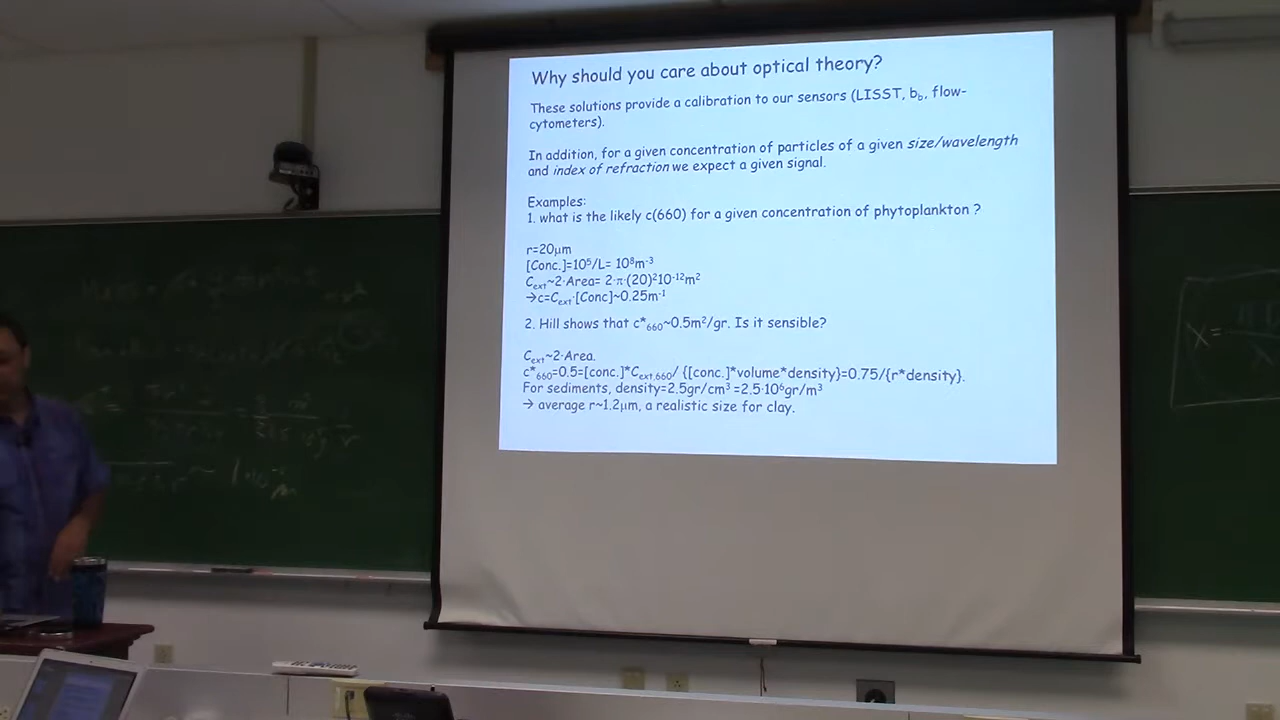 Why should you care about optical theory?
These solutions provide a calibration to our sensors (LISST, b_b, flow-
cytometers).
In addition, for a given concentration of particles of a given size/wavelength
and index of refraction we expect a given signal.
Examples:
1. what is the likely c(660) for a given concentration of phytoplankton ?
r=20μm
[Conc.]=10⁵/L= 10⁸m⁻³
C_ext~2·Area= 2·π·(20)²10⁻¹²m²
→c=C_ext·[Conc]~0.25m⁻¹
2. Hill shows that c*₆₆₀~0.5m²/gr. Is it sensible?
C_ext~2·Area.
c*₆₆₀=0.5=[conc.]*C_ext,660/ {[conc.]*volume*density}=0.75/{r*density}.
For sediments, density=2.5gr/cm³ =2.5·10⁶gr/m³
→ average r~1.2μm, a realistic size for clay.
x=